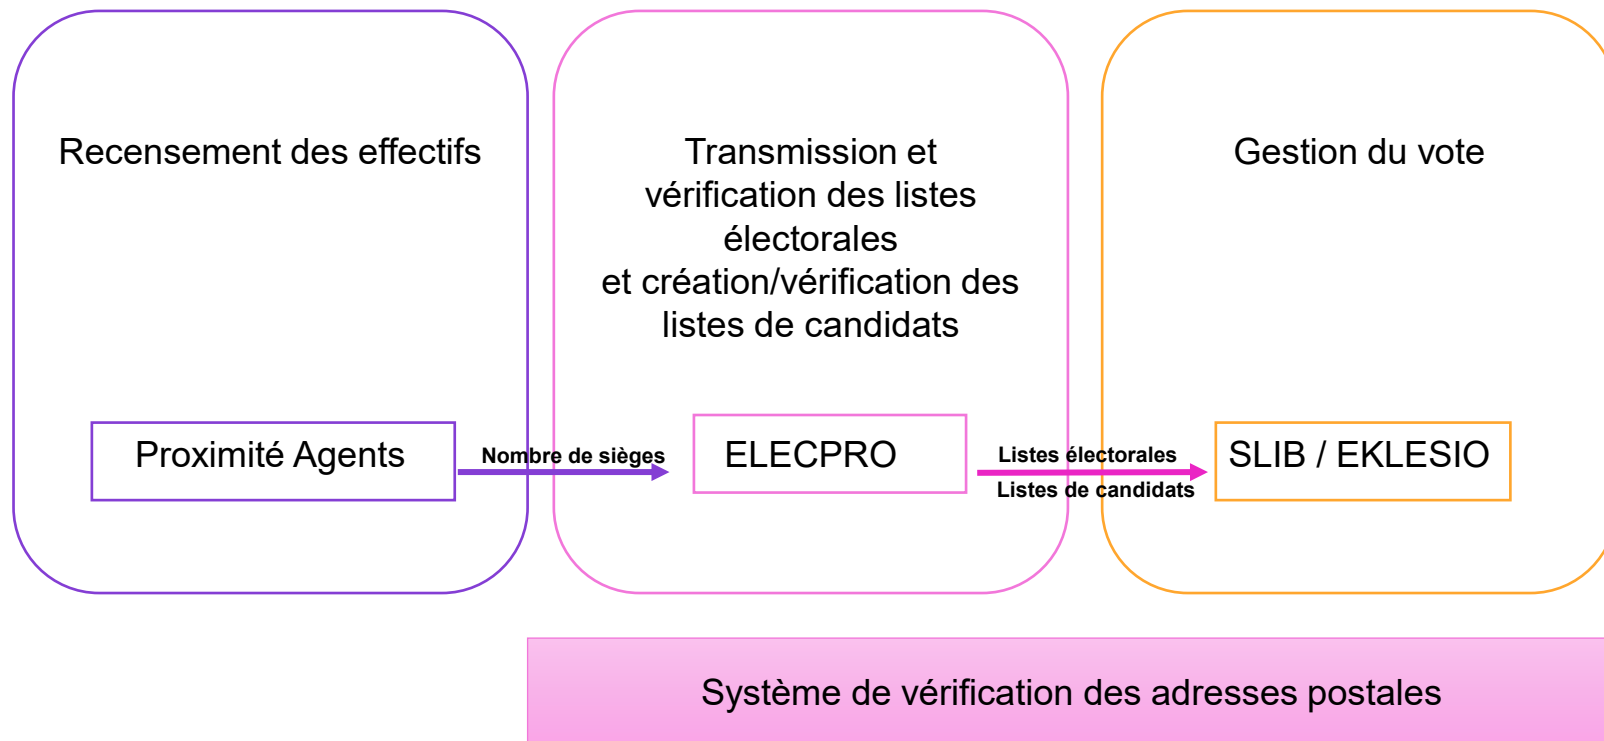 Recensement des effectifs
Transmission et
vérification des listes
électorales
et création/vérification des
listes de candidats
Gestion du vote
Proximité Agents
Nombre de sièges
ELECPRO
Listes électorales
Listes de candidats
SLIB / EKLESIO
Système de vérification des adresses postales